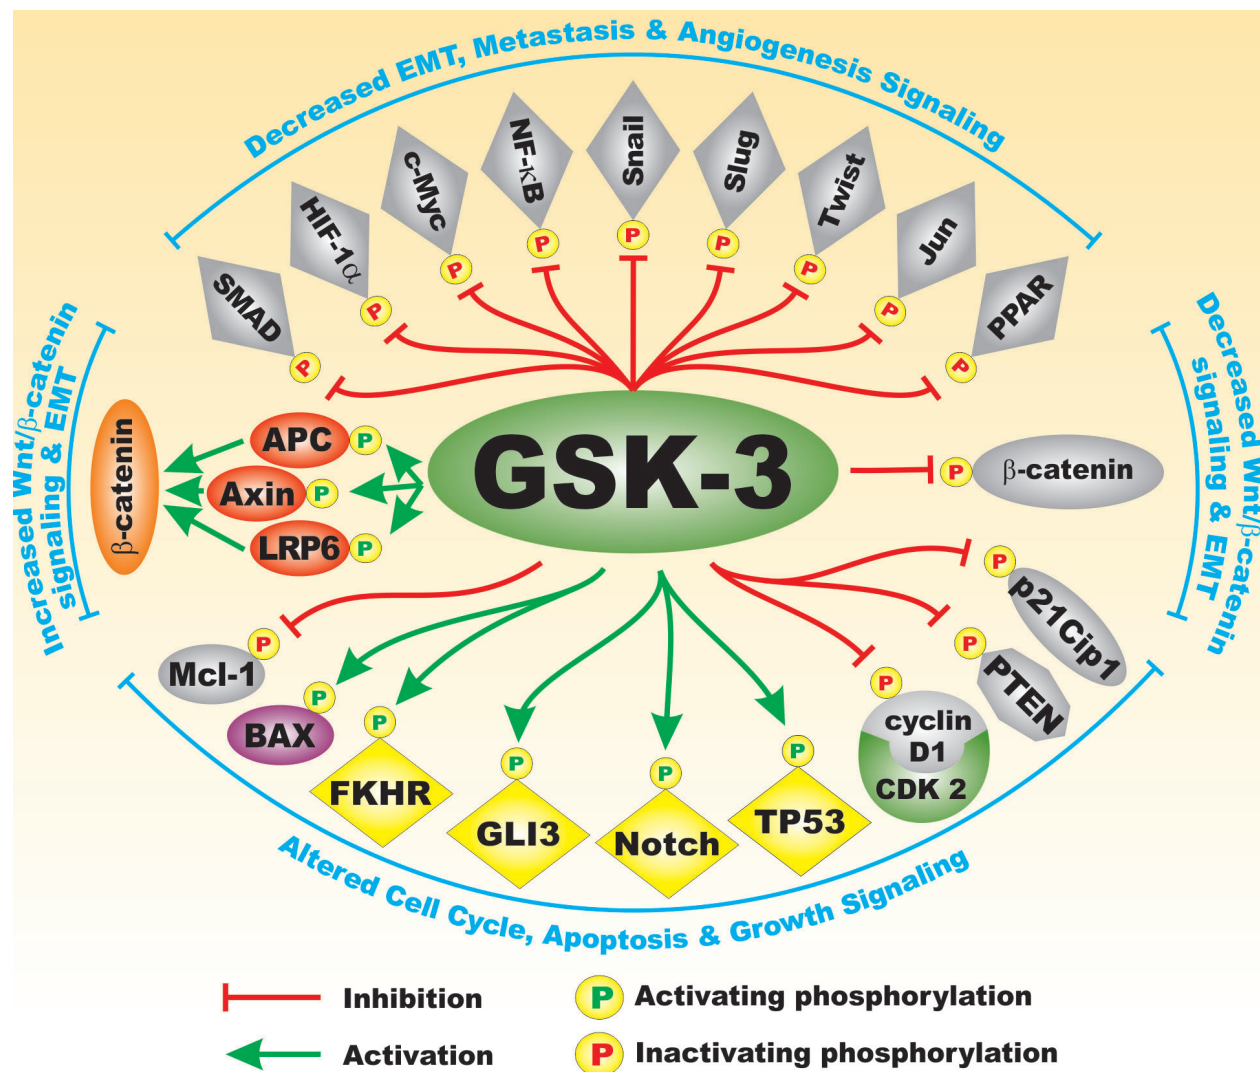 Decreased EMT, Metastasis & Angiogenesis Signaling
SMAD
P
HIF-1α
P
c-Myc
P
NF-κB
P
Snail
P
Slug
P
Twist
P
Jun
P
PPAR
P
Increased Wnt/β-catenin
signaling & EMT
β-catenin
APC
P
Axin
P
LRP6
P
GSK-3
P
β-catenin
Decreased Wnt/β-catenin
signaling & EMT
Mcl-1
P
BAX
P
FKHR
P
GLI3
P
Notch
P
TP53
P
P
cyclin
D1
CDK 2
P
PTEN
P
p21Cip1
Altered Cell Cycle, Apoptosis & Growth Signaling
Inhibition
P Activating phosphorylation
Activation
P Inactivating phosphorylation